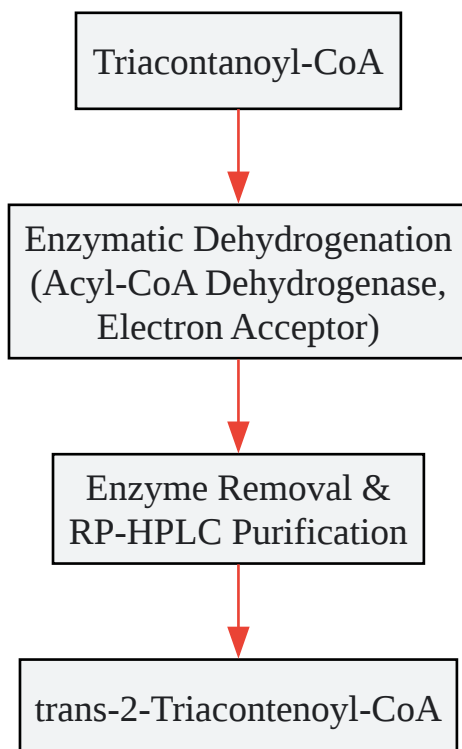 Triacontanoyl-CoA
Enzymatic Dehydrogenation
(Acyl-CoA Dehydrogenase,
Electron Acceptor)
Enzyme Removal &
RP-HPLC Purification
trans-2-Triacontenoyl-CoA